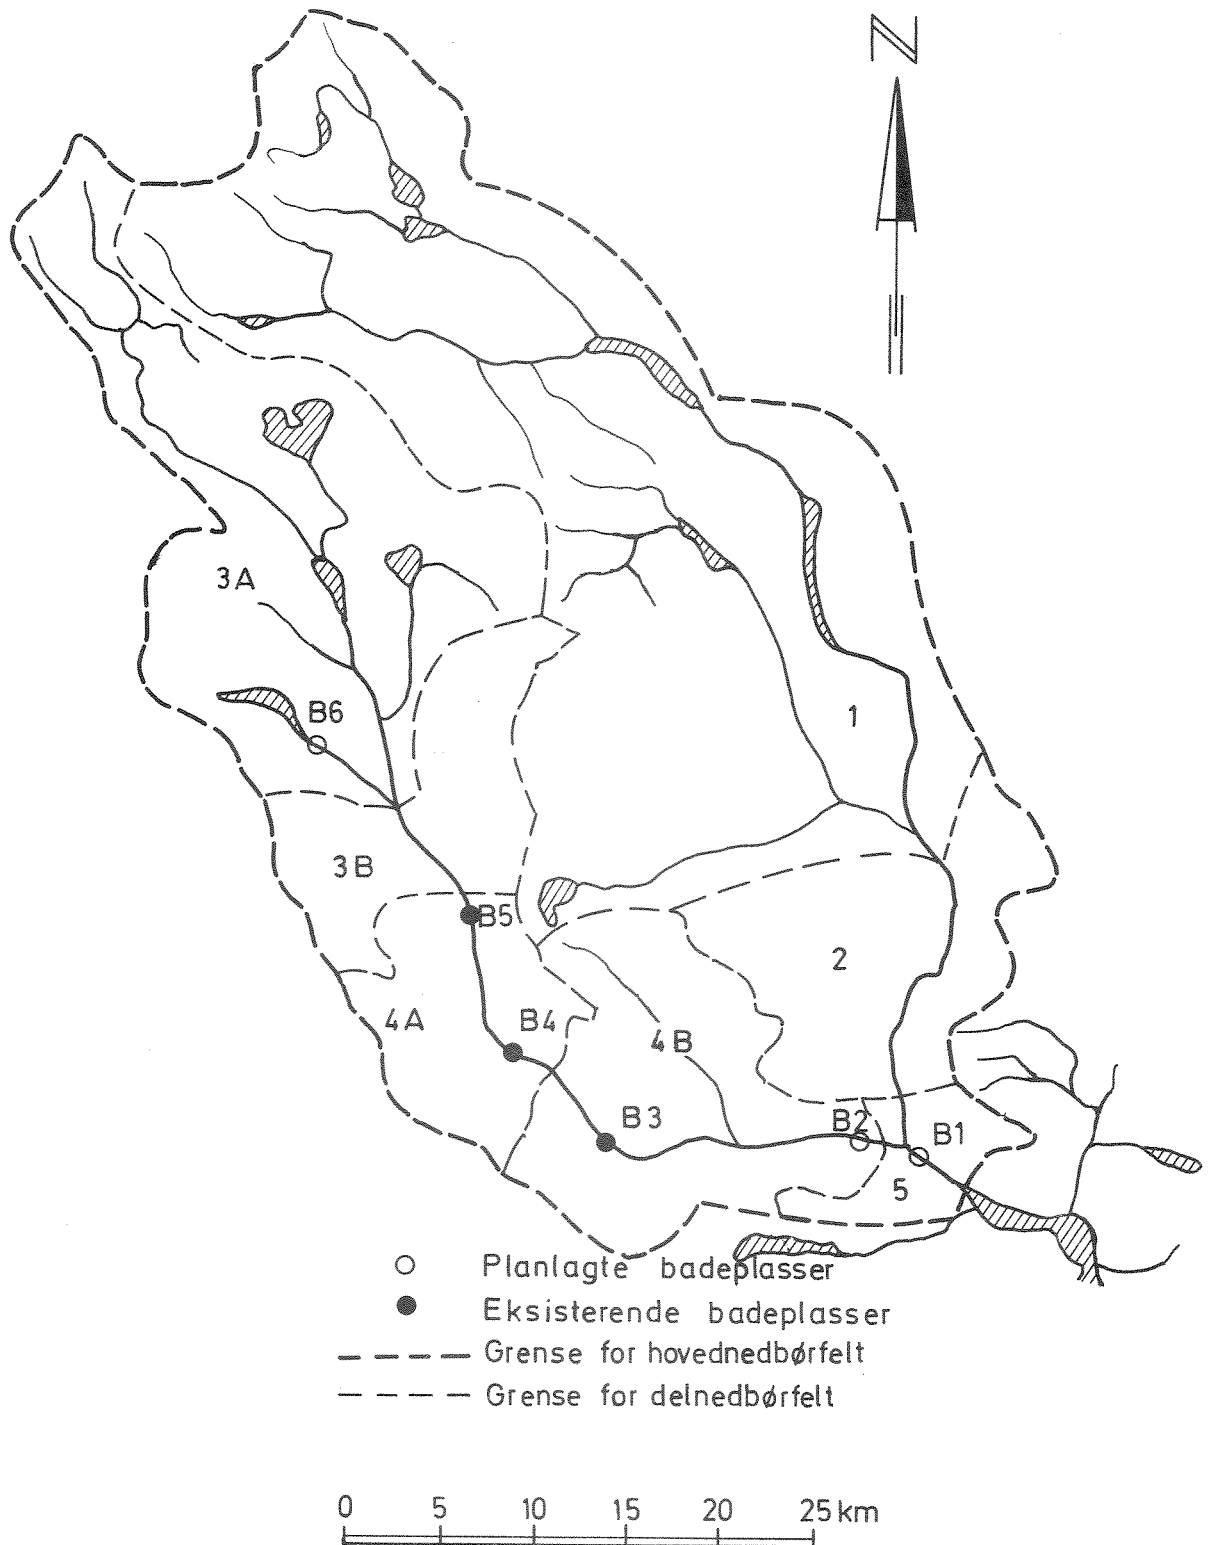 N
3A
B6
1
3B
B5
2
4A
B4
4B
B3
B2
B1
5
Planlagte badeplasser
Eksisterende badeplasser
Grense for hovednedbørfelt
Grense for delnedbørfelt
0 5 10 15 20 25 km